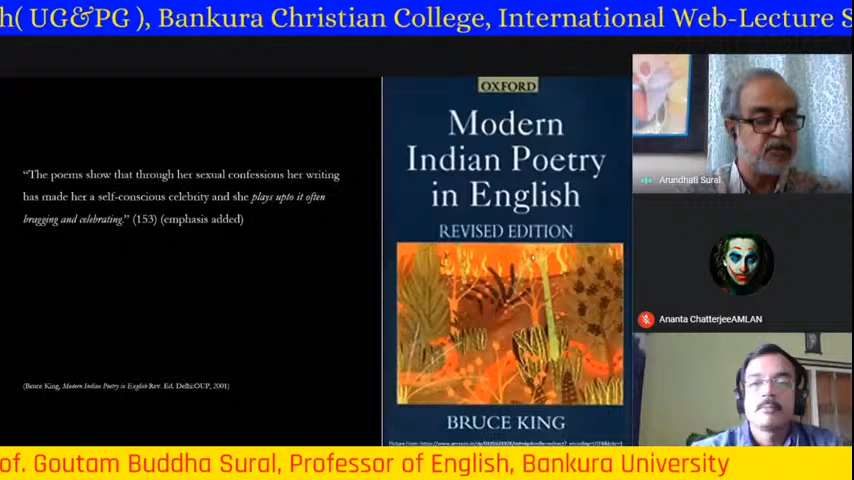 h( UG&PG ), Bankura Christian College, International Web-Lecture S
“The poems show that through her sexual confessions her writing
has made her a self-conscious celebrity and she plays upto it often
bragging and celebrating.” (153) (emphasis added)
(Bruce King, Modern Indian Poetry in English Rev. Ed. Delhi:OUP, 2001)
OXFORD
Modern
Indian Poetry
in English
REVISED EDITION
BRUCE KING
Arundhati Sural
Ananta ChatterjeeAMLAN
of. Goutam Buddha Sural, Professor of English, Bankura University